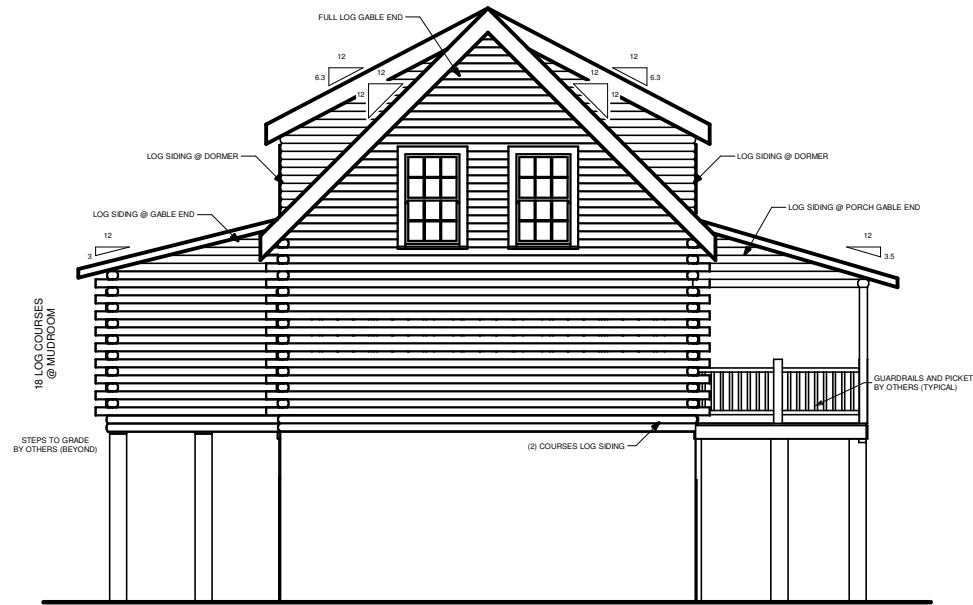 FULL LOG GABLE END
12
12
12
12
6.3
6.3
12
12
LOG SIDING @ DORMER
LOG SIDING @ DORMER
LOG SIDING @ GABLE END
LOG SIDING @ PORCH GABLE END
12
12
3
3.5
18 LOG COURSES
@ MUDROOM
GUARDRAILS AND PICKET
BY OTHERS (TYPICAL)
STEPS TO GRADE
BY OTHERS (BEYOND)
(2) COURSES LOG SIDING